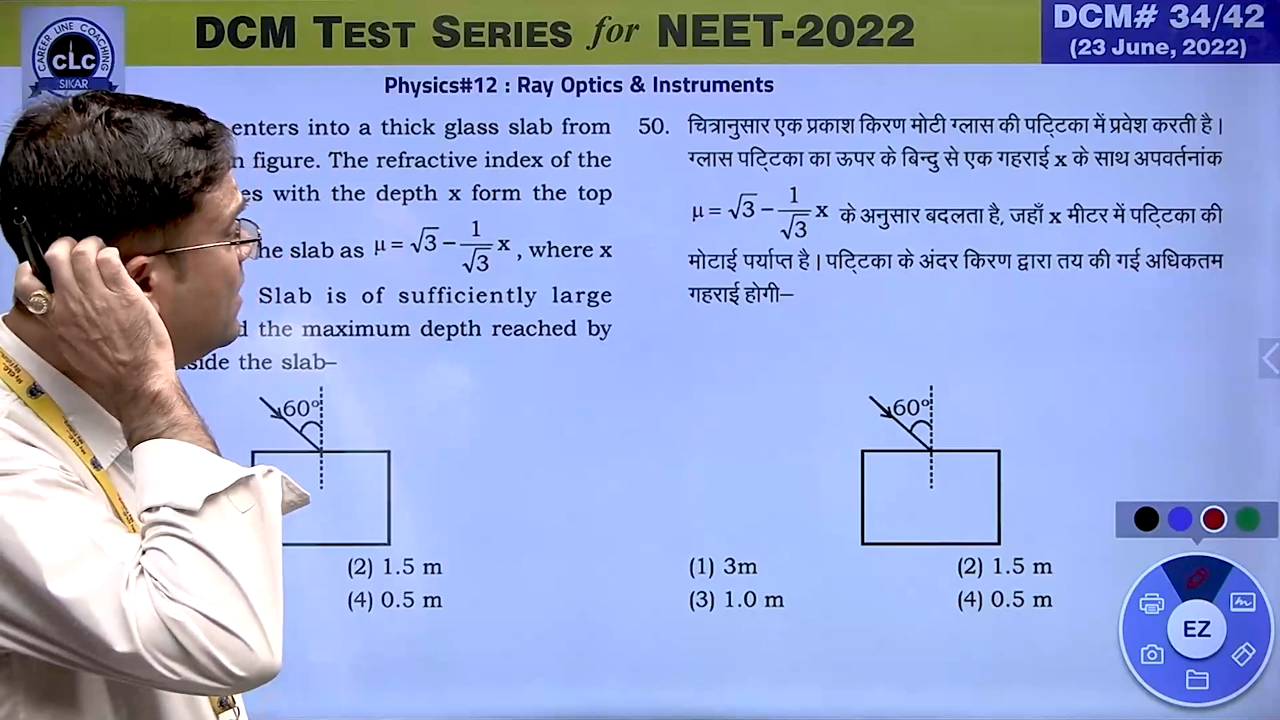 DCM TEST SERIES for NEET-2022
DCM# 34/42
(23 June, 2022)
CAREER LINE COACHING
CLC
SIKAR
Physics#12 : Ray Optics & Instruments
enters into a thick glass slab from
figure. The refractive index of the
with the depth x form the top
slab as μ = √3 − 1/√3 x , where x
Slab is of sufficiently large
the maximum depth reached by
the slab–
60°
(2) 1.5 m
(4) 0.5 m
50. चित्रानुसार एक प्रकाश किरण मोटी ग्लास की पट्टिका में प्रवेश करती है।
ग्लास पट्टिका का ऊपर के बिन्दु से एक गहराई x के साथ अपवर्तनांक
μ = √3 − 1/√3 x के अनुसार बदलता है, जहाँ x मीटर में पट्टिका की
मोटाई पर्याप्त है। पट्टिका के अंदर किरण द्वारा तय की गई अधिकतम
गहराई होगी–
60°
(1) 3m (2) 1.5 m
(3) 1.0 m (4) 0.5 m
EZ